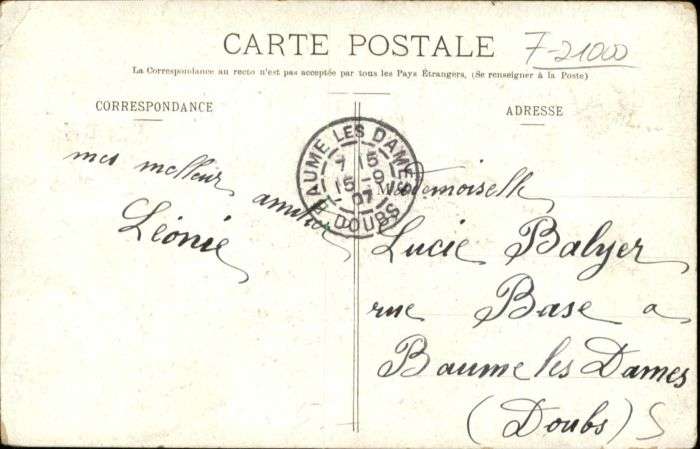 CARTE POSTALE
7-21000
La Correspondance au recto n'est pas acceptée par tous les Pays Étrangers, (Se renseigner à la Poste)
CORRESPONDANCE
ADRESSE
mes meilleur amitiés
Léonie
BAUME LES DAMES
7 15
15 - 9
07
DOUBS
Mademoiselle
Lucie Balyer
rue Base a
Baume les Dames
(Doubs) S